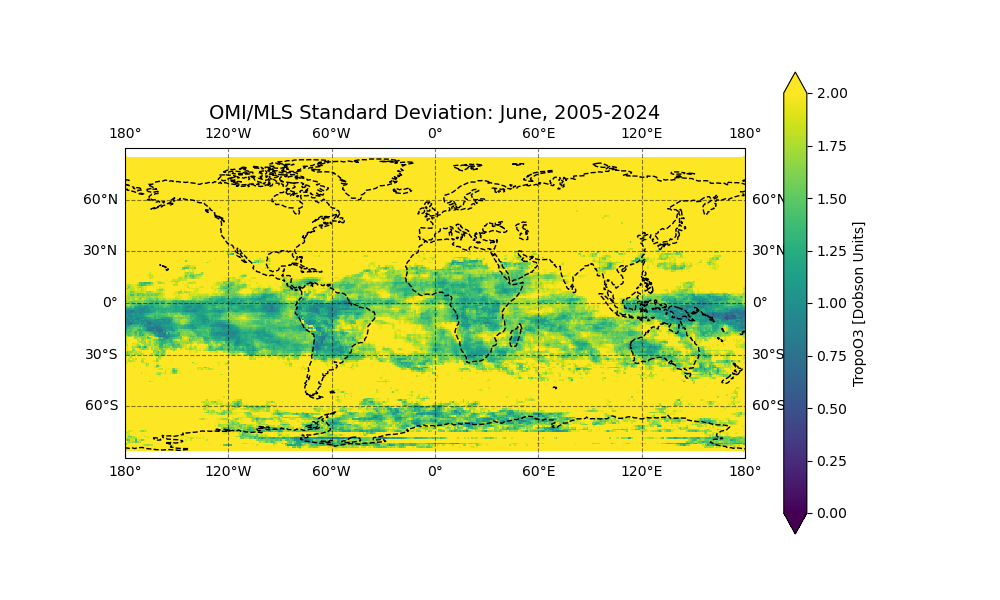 OMI/MLS Standard Deviation: June, 2005-2024
180° 120°W 60°W 0° 60°E 120°E 180°
60°N 60°N
30°N 30°N
0° 0°
30°S 30°S
60°S 60°S
180° 120°W 60°W 0° 60°E 120°E 180°
2.00
1.75
1.50
1.25
1.00
0.75
0.50
0.25
0.00
TropoO3 [Dobson Units]